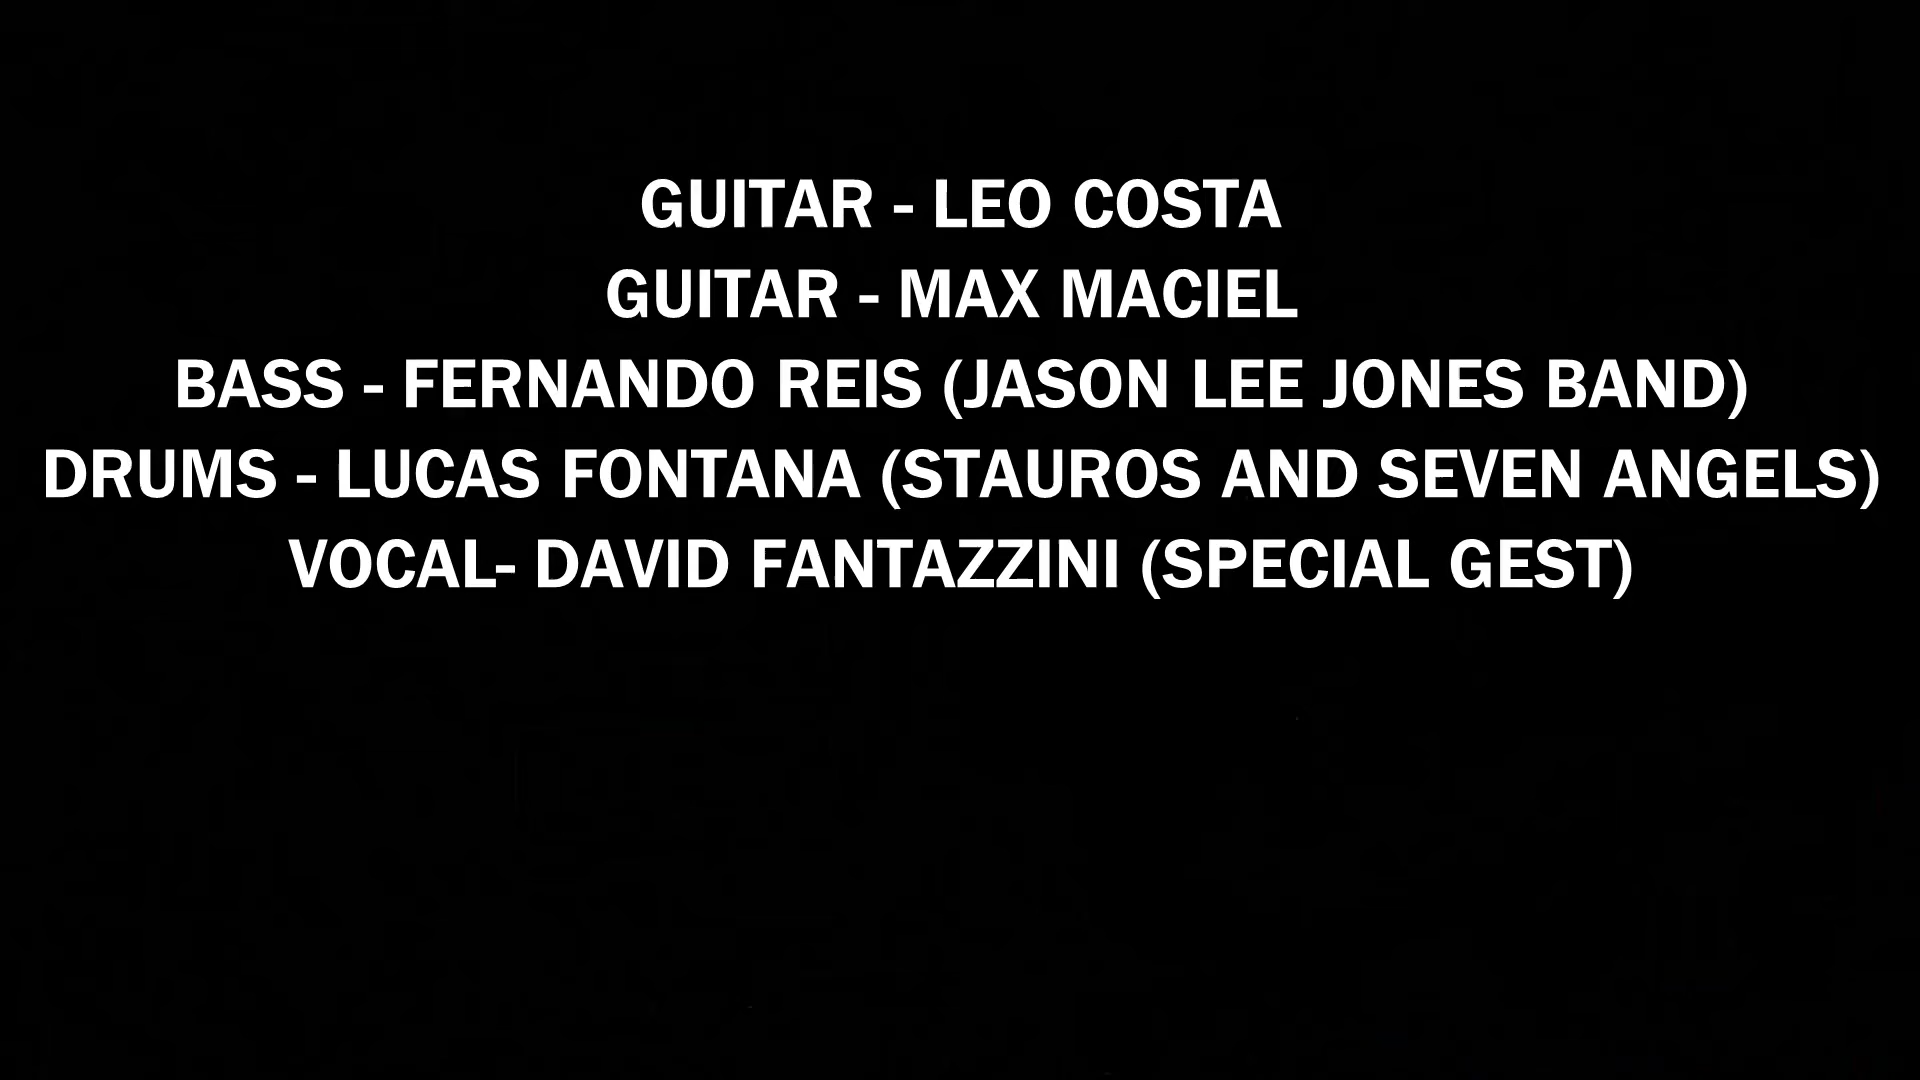 GUITAR - LEO COSTA
GUITAR - MAX MACIEL
BASS - FERNANDO REIS (JASON LEE JONES BAND)
DRUMS - LUCAS FONTANA (STAUROS AND SEVEN ANGELS)
VOCAL- DAVID FANTAZZINI (SPECIAL GEST)